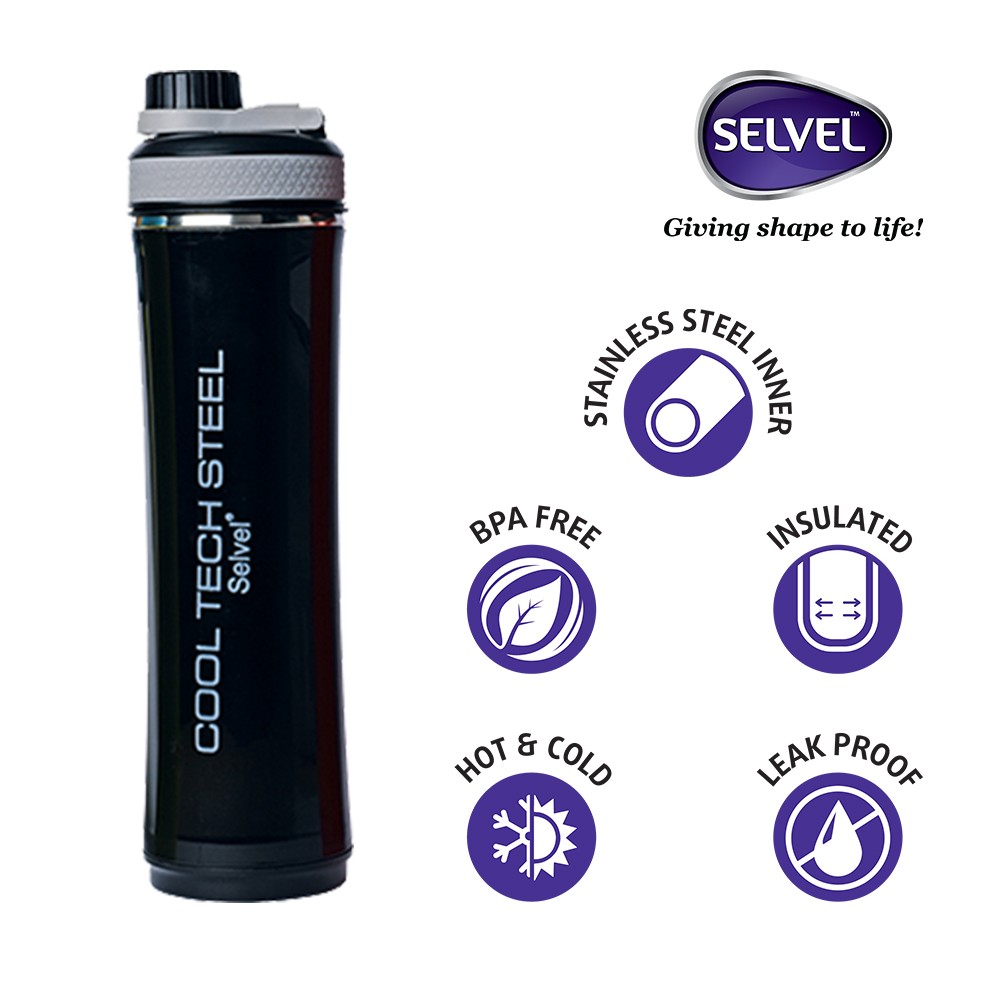 COOL TECH STEEL
Selvel®
SELVEL™
Giving shape to life!
STAINLESS STEEL INNER
BPA FREE
INSULATED
HOT & COLD
LEAK PROOF